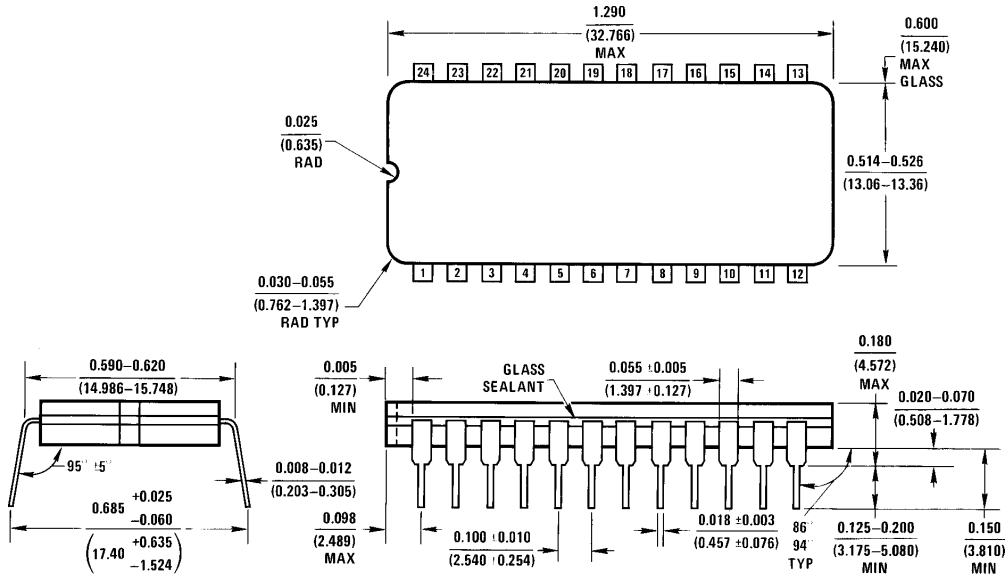 1.290
(32.766)
MAX
0.600
(15.240)
MAX
GLASS
24 23 22 21 20 19 18 17 16 15 14 13
0.025
(0.635)
RAD
0.514–0.526
(13.06–13.36)
1 2 3 4 5 6 7 8 9 10 11 12
0.030–0.055
(0.762–1.397)
RAD TYP
0.590–0.620
(14.986–15.748)
95° ±5°
0.008–0.012
(0.203–0.305)
0.685 +0.025
-0.060
(17.40 +0.635
-1.524)
0.005
(0.127)
MIN
GLASS
SEALANT
0.055 ±0.005
(1.397 ±0.127)
0.180
(4.572)
MAX
0.020–0.070
(0.508–1.778)
0.098
(2.489)
MAX
0.100 ±0.010
(2.540 ±0.254)
0.018 ±0.003
(0.457 ±0.076)
86°
94°
TYP
0.125–0.200
(3.175–5.080)
MIN
0.150
(3.810)
MIN